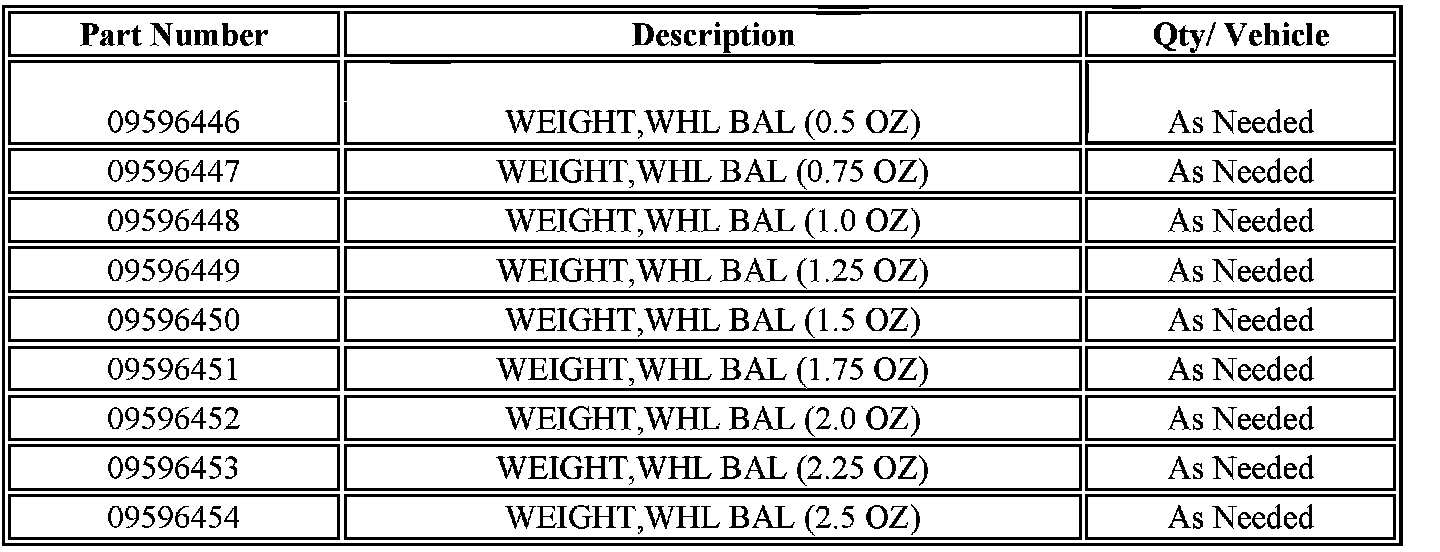 Part Number Description Qty/ Vehicle
09596446 WEIGHT,WHL BAL (0.5 OZ) As Needed
09596447 WEIGHT,WHL BAL (0.75 OZ) As Needed
09596448 WEIGHT,WHL BAL (1.0 OZ) As Needed
09596449 WEIGHT,WHL BAL (1.25 OZ) As Needed
09596450 WEIGHT,WHL BAL (1.5 OZ) As Needed
09596451 WEIGHT,WHL BAL (1.75 OZ) As Needed
09596452 WEIGHT,WHL BAL (2.0 OZ) As Needed
09596453 WEIGHT,WHL BAL (2.25 OZ) As Needed
09596454 WEIGHT,WHL BAL (2.5 OZ) As Needed